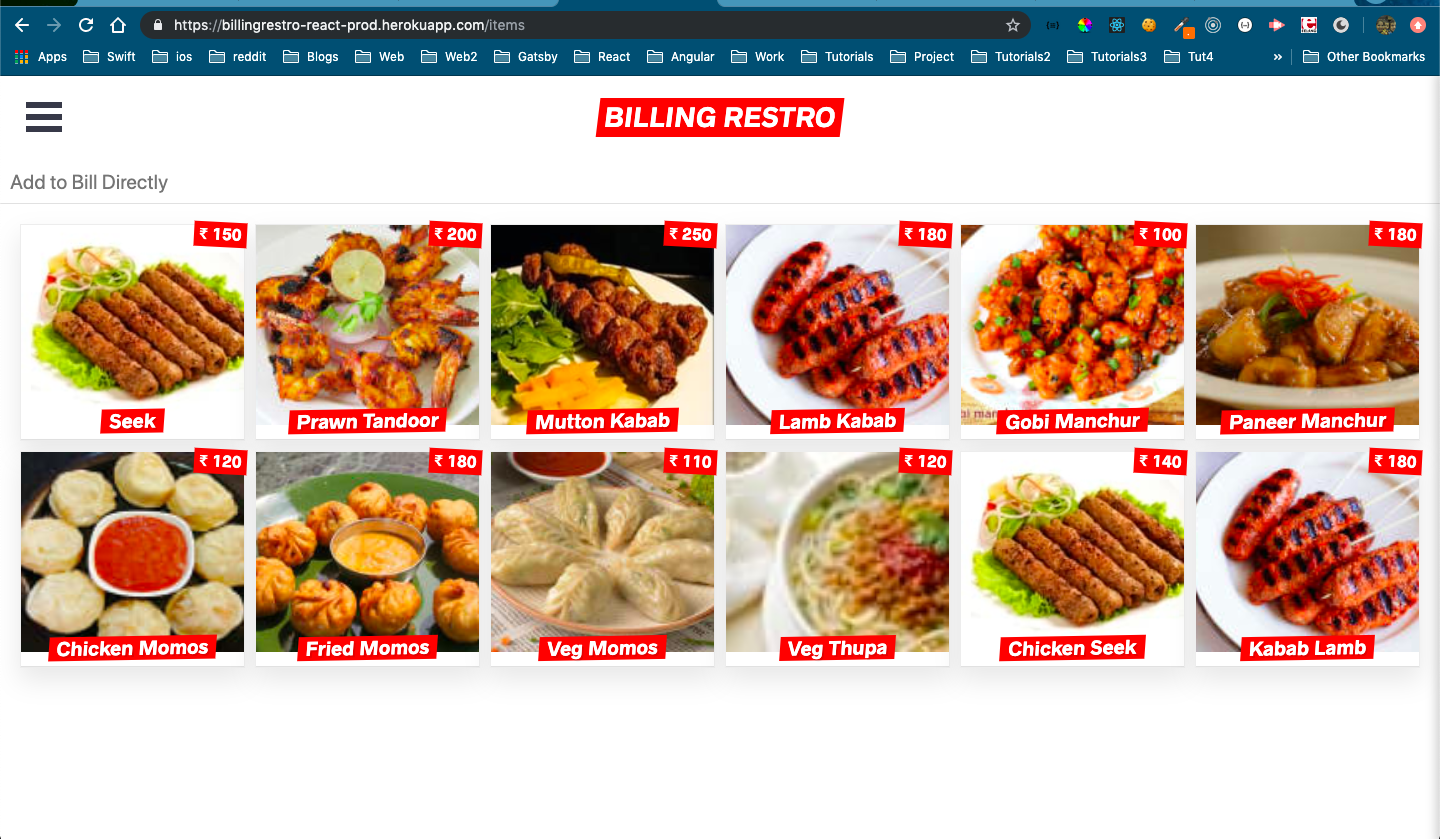 https://billingrestro-react-prod.herokuapp.com/items
Apps Swift ios reddit Blogs Web Web2 Gatsby React Angular Work Tutorials Project Tutorials2 Tutorials3 Tut4 » Other Bookmarks
BILLING RESTRO
Add to Bill Directly
₹ 150 ₹ 200 ₹ 250 ₹ 180 ₹ 100 ₹ 180
Seek Prawn Tandoor Mutton Kabab Lamb Kabab Gobi Manchur Paneer Manchur
₹ 120 ₹ 180 ₹ 110 ₹ 120 ₹ 140 ₹ 180
Chicken Momos Fried Momos Veg Momos Veg Thupa Chicken Seek Kabab Lamb